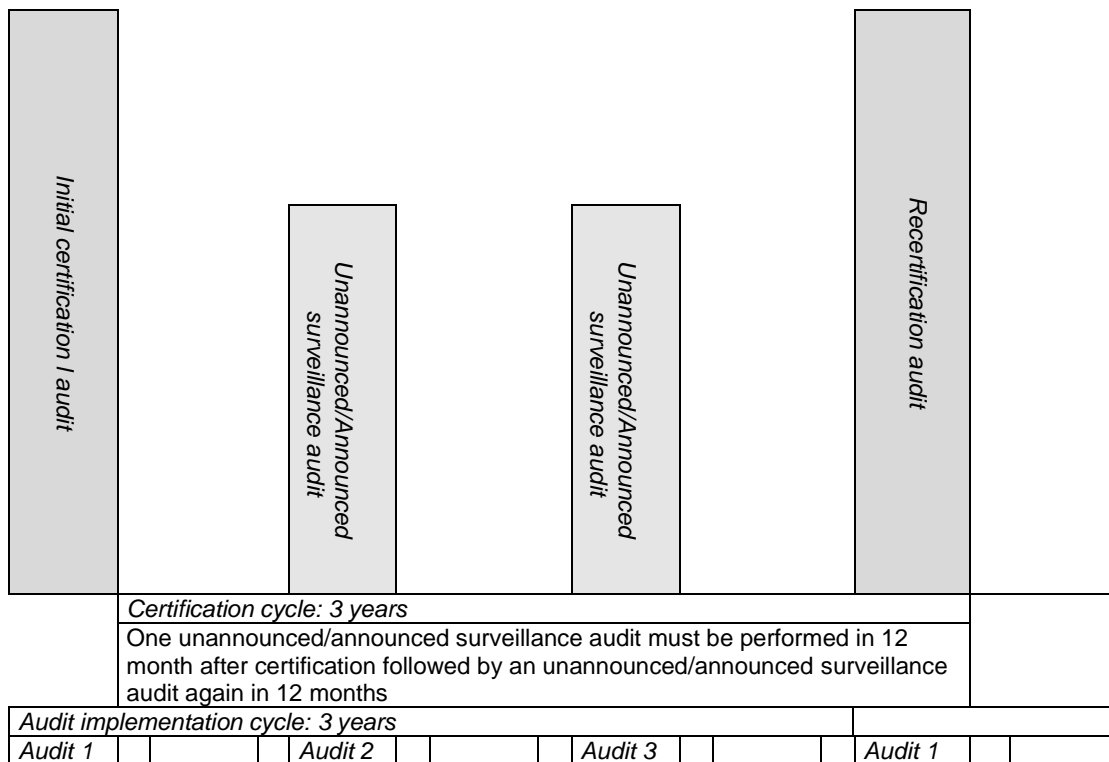 Initial certification I audit
Unannounced/Announced
surveillance audit
Unannounced/Announced
surveillance audit
Recertification audit
Certification cycle: 3 years
One unannounced/announced surveillance audit must be performed in 12
month after certification followed by an unannounced/announced surveillance
audit again in 12 months
Audit implementation cycle: 3 years
Audit 1 Audit 2 Audit 3 Audit 1